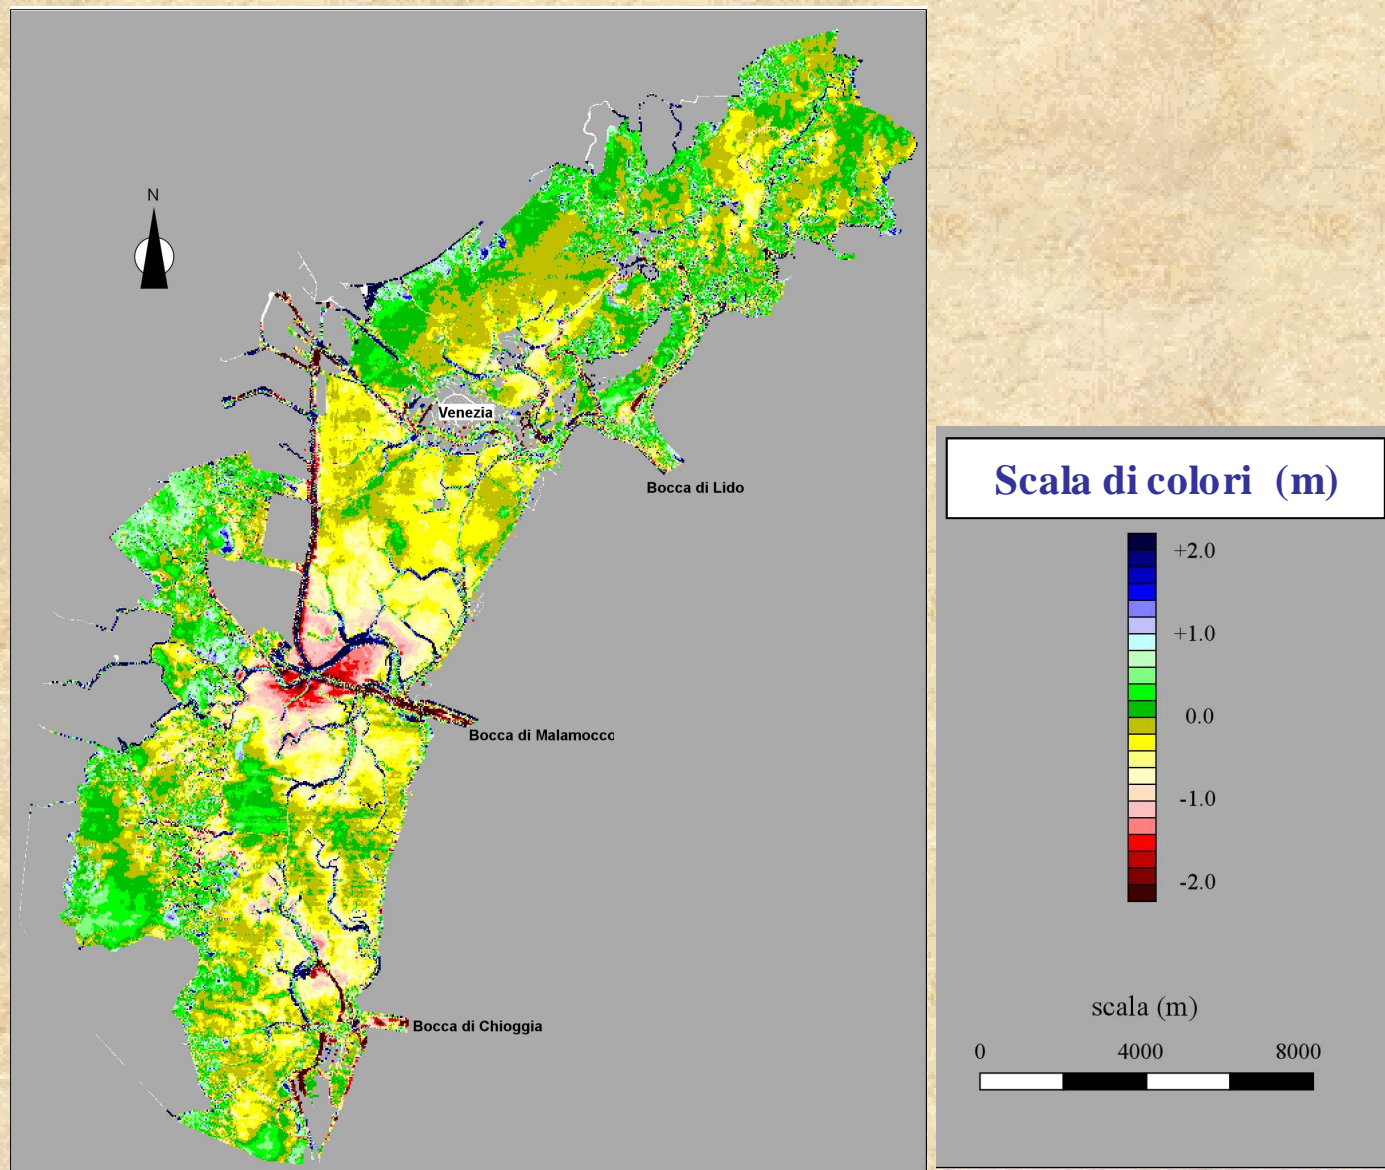 N
Venezia
Bocca di Lido
Bocca di Malamocco
Bocca di Chioggia
Scala di colori (m)
+2.0
+1.0
0.0
-1.0
-2.0
scala (m)
0 4000 8000